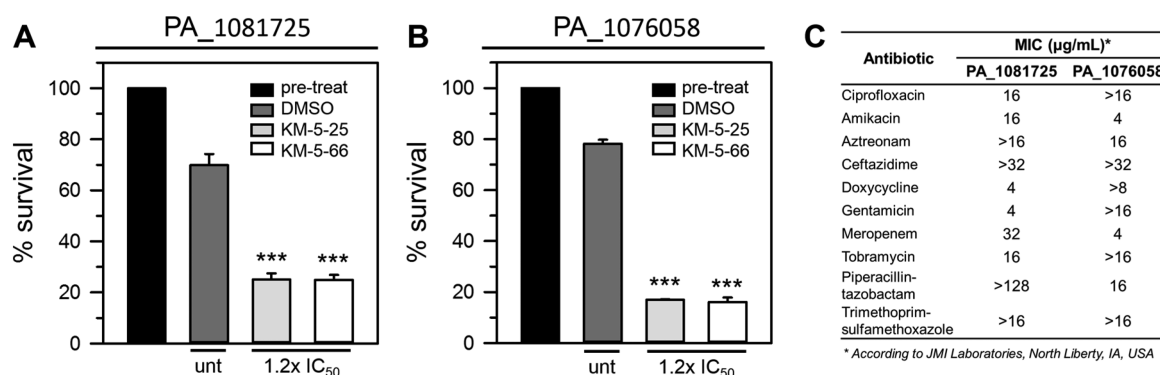 A
PA_1081725
% survival
100
80
60
40
20
0
pre-treat
DMSO
KM-5-25
KM-5-66
***
***
unt
1.2x IC50
B
PA_1076058
% survival
100
80
60
40
20
0
pre-treat
DMSO
KM-5-25
KM-5-66
***
***
unt
1.2x IC50
C
Antibiotic
MIC (µg/mL)*
PA_1081725 PA_1076058
Ciprofloxacin 16 >16
Amikacin 16 4
Aztreonam >16 16
Ceftazidime >32 >32
Doxycycline 4 >8
Gentamicin 4 >16
Meropenem 32 4
Tobramycin 16 >16
Piperacillin-
tazobactam >128 16
Trimethoprim-
sulfamethoxazole >16 >16
* According to JMI Laboratories, North Liberty, IA, USA